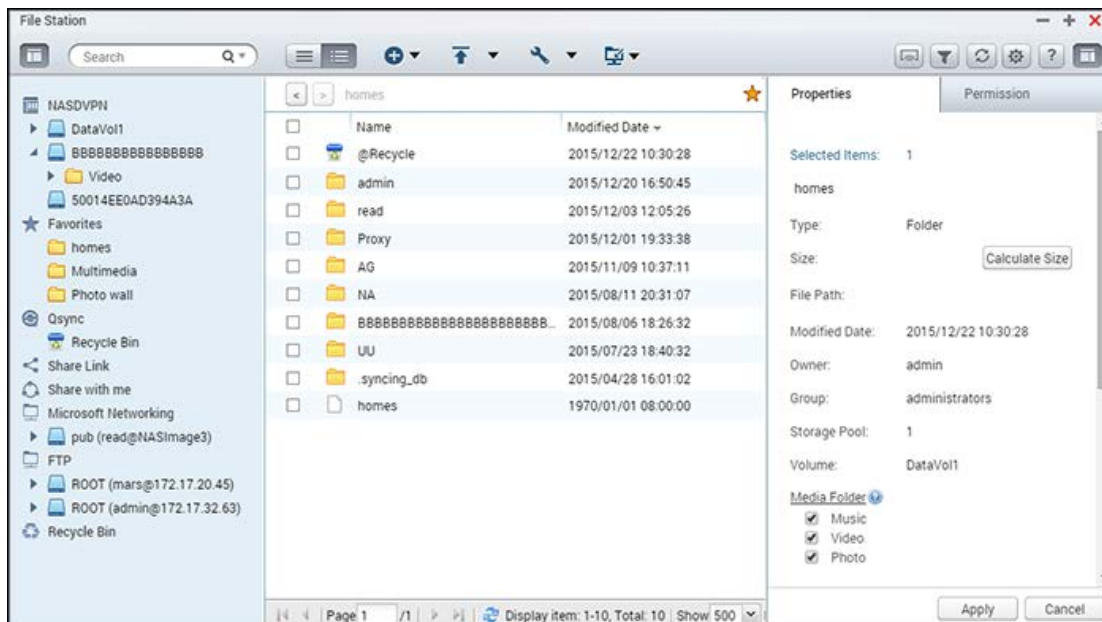 File Station
Search
?
NASDVPN
DataVol1
BBBBBBBBBBBBBBBB
Video
50014EE0AD394A3A
Favorites
homes
Multimedia
Photo wall
Qsync
Recycle Bin
Share Link
Share with me
Microsoft Networking
pub (read@NASImage3)
FTP
ROOT (mars@172.17.20.45)
ROOT (admin@172.17.32.63)
Recycle Bin
< > homes
Name Modified Date
@Recycle 2015/12/22 10:30:28
admin 2015/12/20 16:50:45
read 2015/12/03 12:05:26
Proxy 2015/12/01 19:33:38
AG 2015/11/09 10:37:11
NA 2015/08/11 20:31:07
BBBBBBBBBBBBBBBBBBBBBBBB... 2015/08/06 18:26:32
UU 2015/07/23 18:40:32
.syncing_db 2015/04/28 16:01:02
homes 1970/01/01 08:00:00
Page 1 /1 Display item: 1-10, Total: 10 Show 500
Properties Permission
Selected Items: 1
homes
Type: Folder
Size: Calculate Size
File Path:
Modified Date: 2015/12/22 10:30:28
Owner: admin
Group: administrators
Storage Pool: 1
Volume: DataVol1
Media Folder
Music
Video
Photo
Apply Cancel